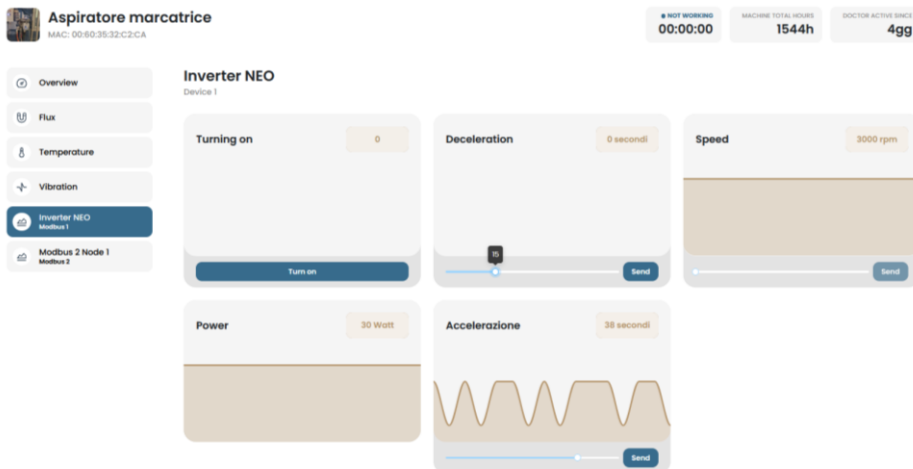 Aspiratore marcatrice
MAC: 00:60:35:32:C2:CA
NOT WORKING
00:00:00
MACHINE TOTAL HOURS
1544h
DOCTOR ACTIVE SINCE
4gg
Overview
Flux
Temperature
Vibration
Inverter NEO
Modbus 1
Modbus 2 Node 1
Modbus 2
Inverter NEO
Device 1
Turning on
0
Turn on
Deceleration
0 secondi
15
Send
Speed
3000 rpm
Send
Power
30 Watt
Accelerazione
38 secondi
Send